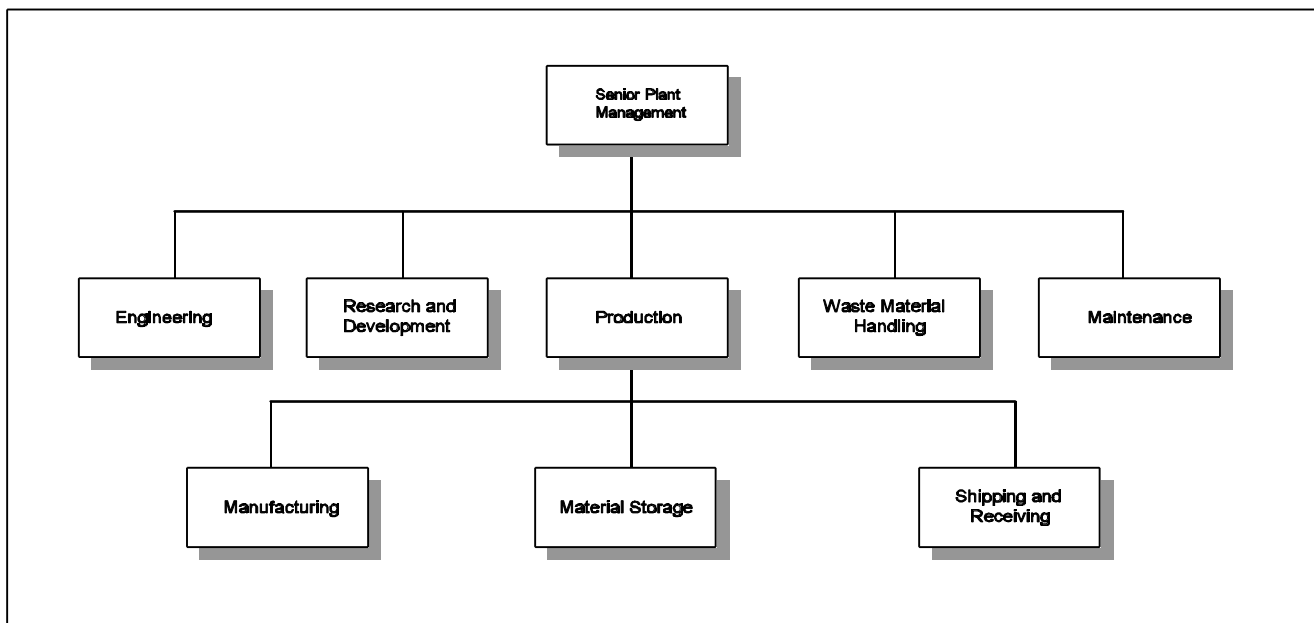 Senior Plant
Management
Engineering
Research and
Development
Production
Waste Material
Handling
Maintenance
Manufacturing
Material Storage
Shipping and
Receiving